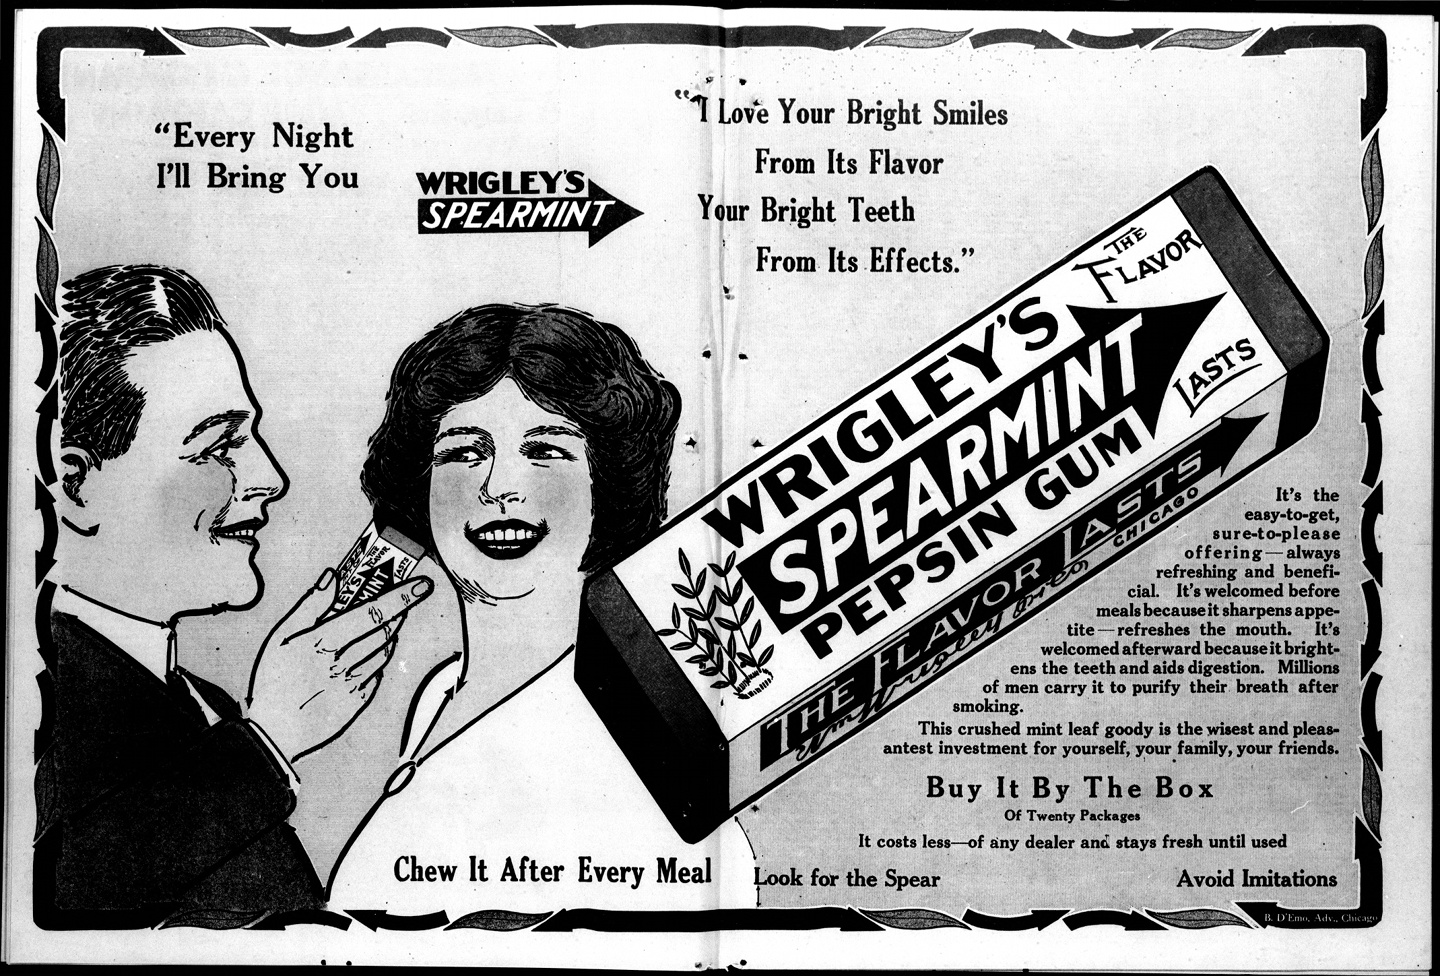 "Every Night
I'll Bring You
WRIGLEY'S
SPEARMINT
"I Love Your Bright Smiles
From Its Flavor
Your Bright Teeth
From Its Effects."
THE
FLAVOR
LASTS
WRIGLEY'S
SPEARMINT
PEPSIN GUM
THE FLAVOR LASTS
CHICAGO
Wm Wrigley Jr
THE
FLAVOR
LASTS
LEY'S
MINT
It's the
easy-to-get,
sure-to-please
offering—always
refreshing and benefi-
cial. It's welcomed before
meals because it sharpens appe-
tite—refreshes the mouth. It's
welcomed afterward because it bright-
ens the teeth and aids digestion. Millions
of men carry it to purify their breath after
smoking.
This crushed mint leaf goody is the wisest and pleas-
antest investment for yourself, your family, your friends.
Buy It By The Box
Of Twenty Packages
It costs less—of any dealer and stays fresh until used
Chew It After Every Meal
Look for the Spear
Avoid Imitations
B. D'Emo, Adv., Chicago